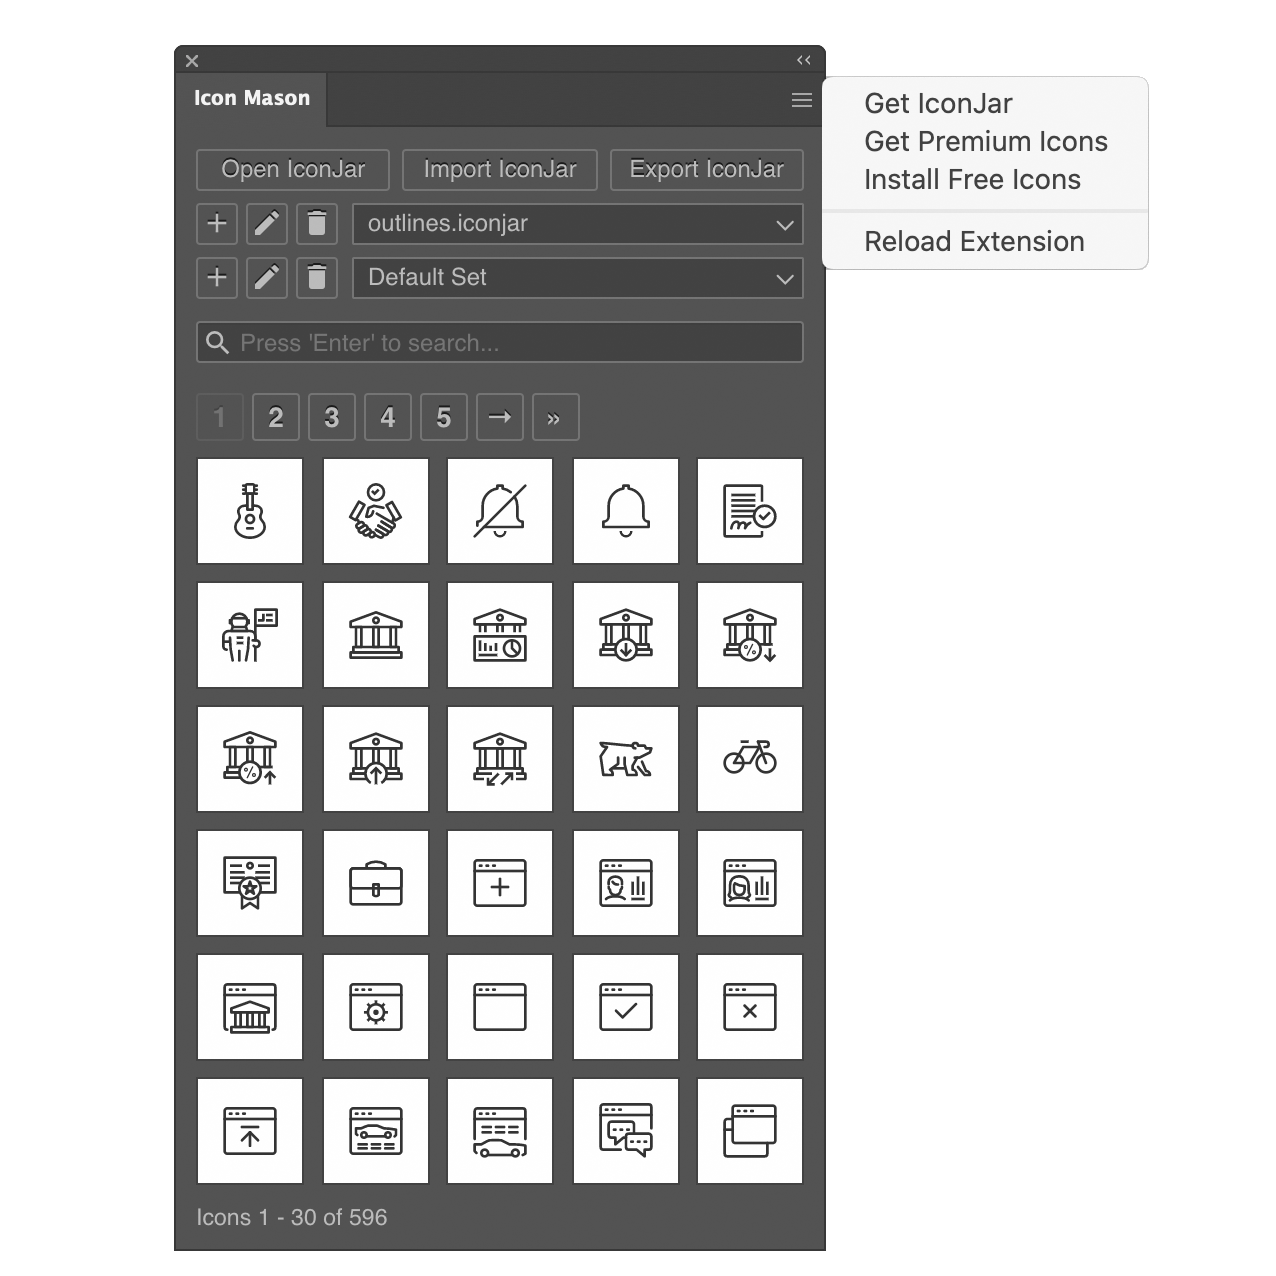 Icon Mason
Get IconJar
Get Premium Icons
Install Free Icons
Reload Extension
Open IconJar
Import IconJar
Export IconJar
outlines.iconjar
Default Set
Press 'Enter' to search...
1 2 3 4 5 → »
Icons 1 - 30 of 596